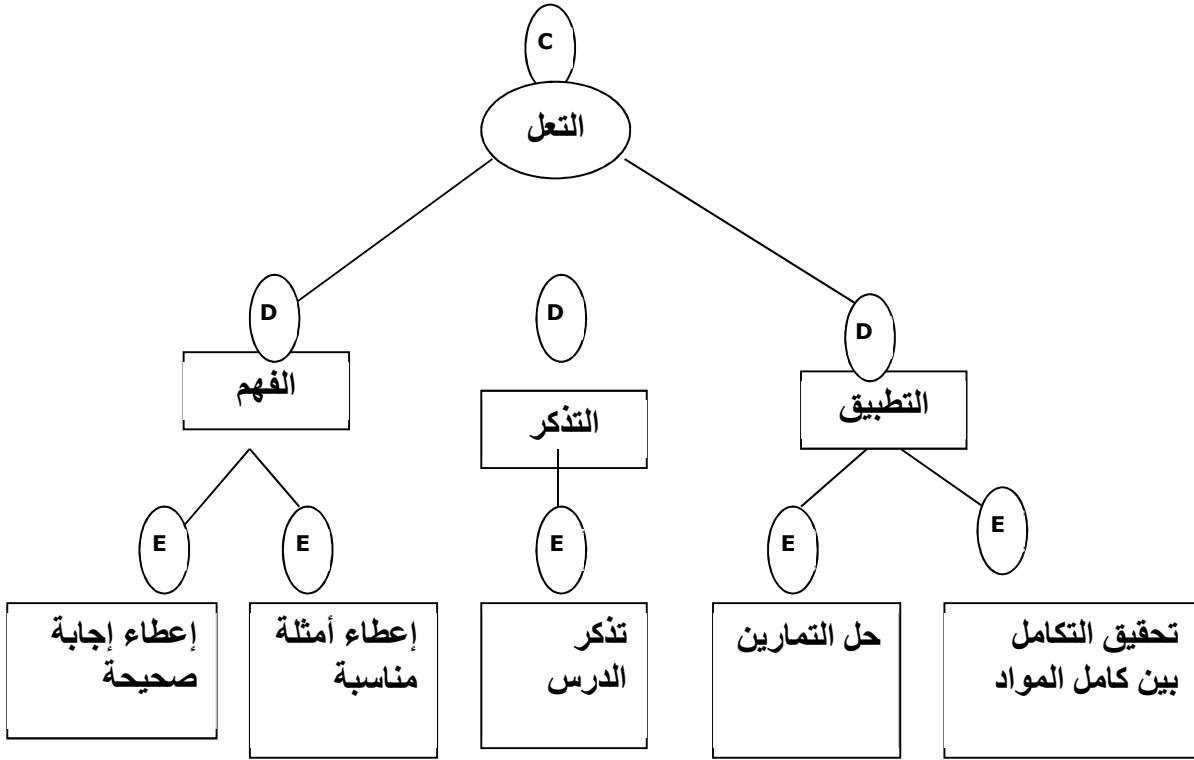 C
التعل
D
D
D
الفهم
التذكر
التطبيق
E
E
E
E
E
إعطاء إجابة
صحيحة
إعطاء أمثلة
مناسبة
تذكر
الدرس
حل التمارين
تحقيق التكامل
بين كامل المواد